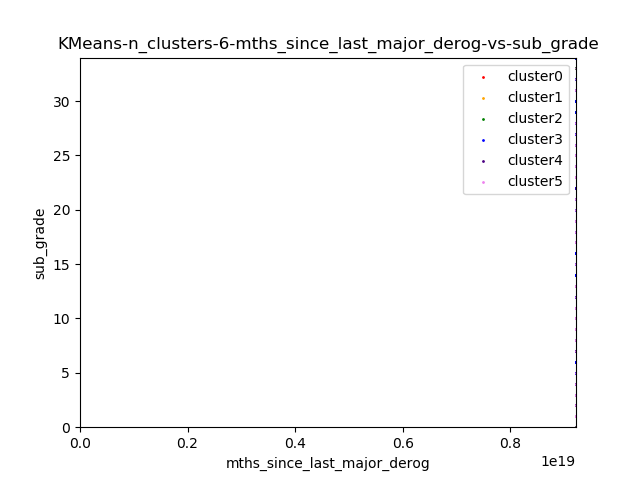 KMeans-n_clusters-6-mths_since_last_major_derog-vs-sub_grade
cluster0
cluster1
cluster2
cluster3
cluster4
cluster5
30
25
20
15
10
5
0
sub_grade
0.0 0.2 0.4 0.6 0.8
1e19
mths_since_last_major_derog